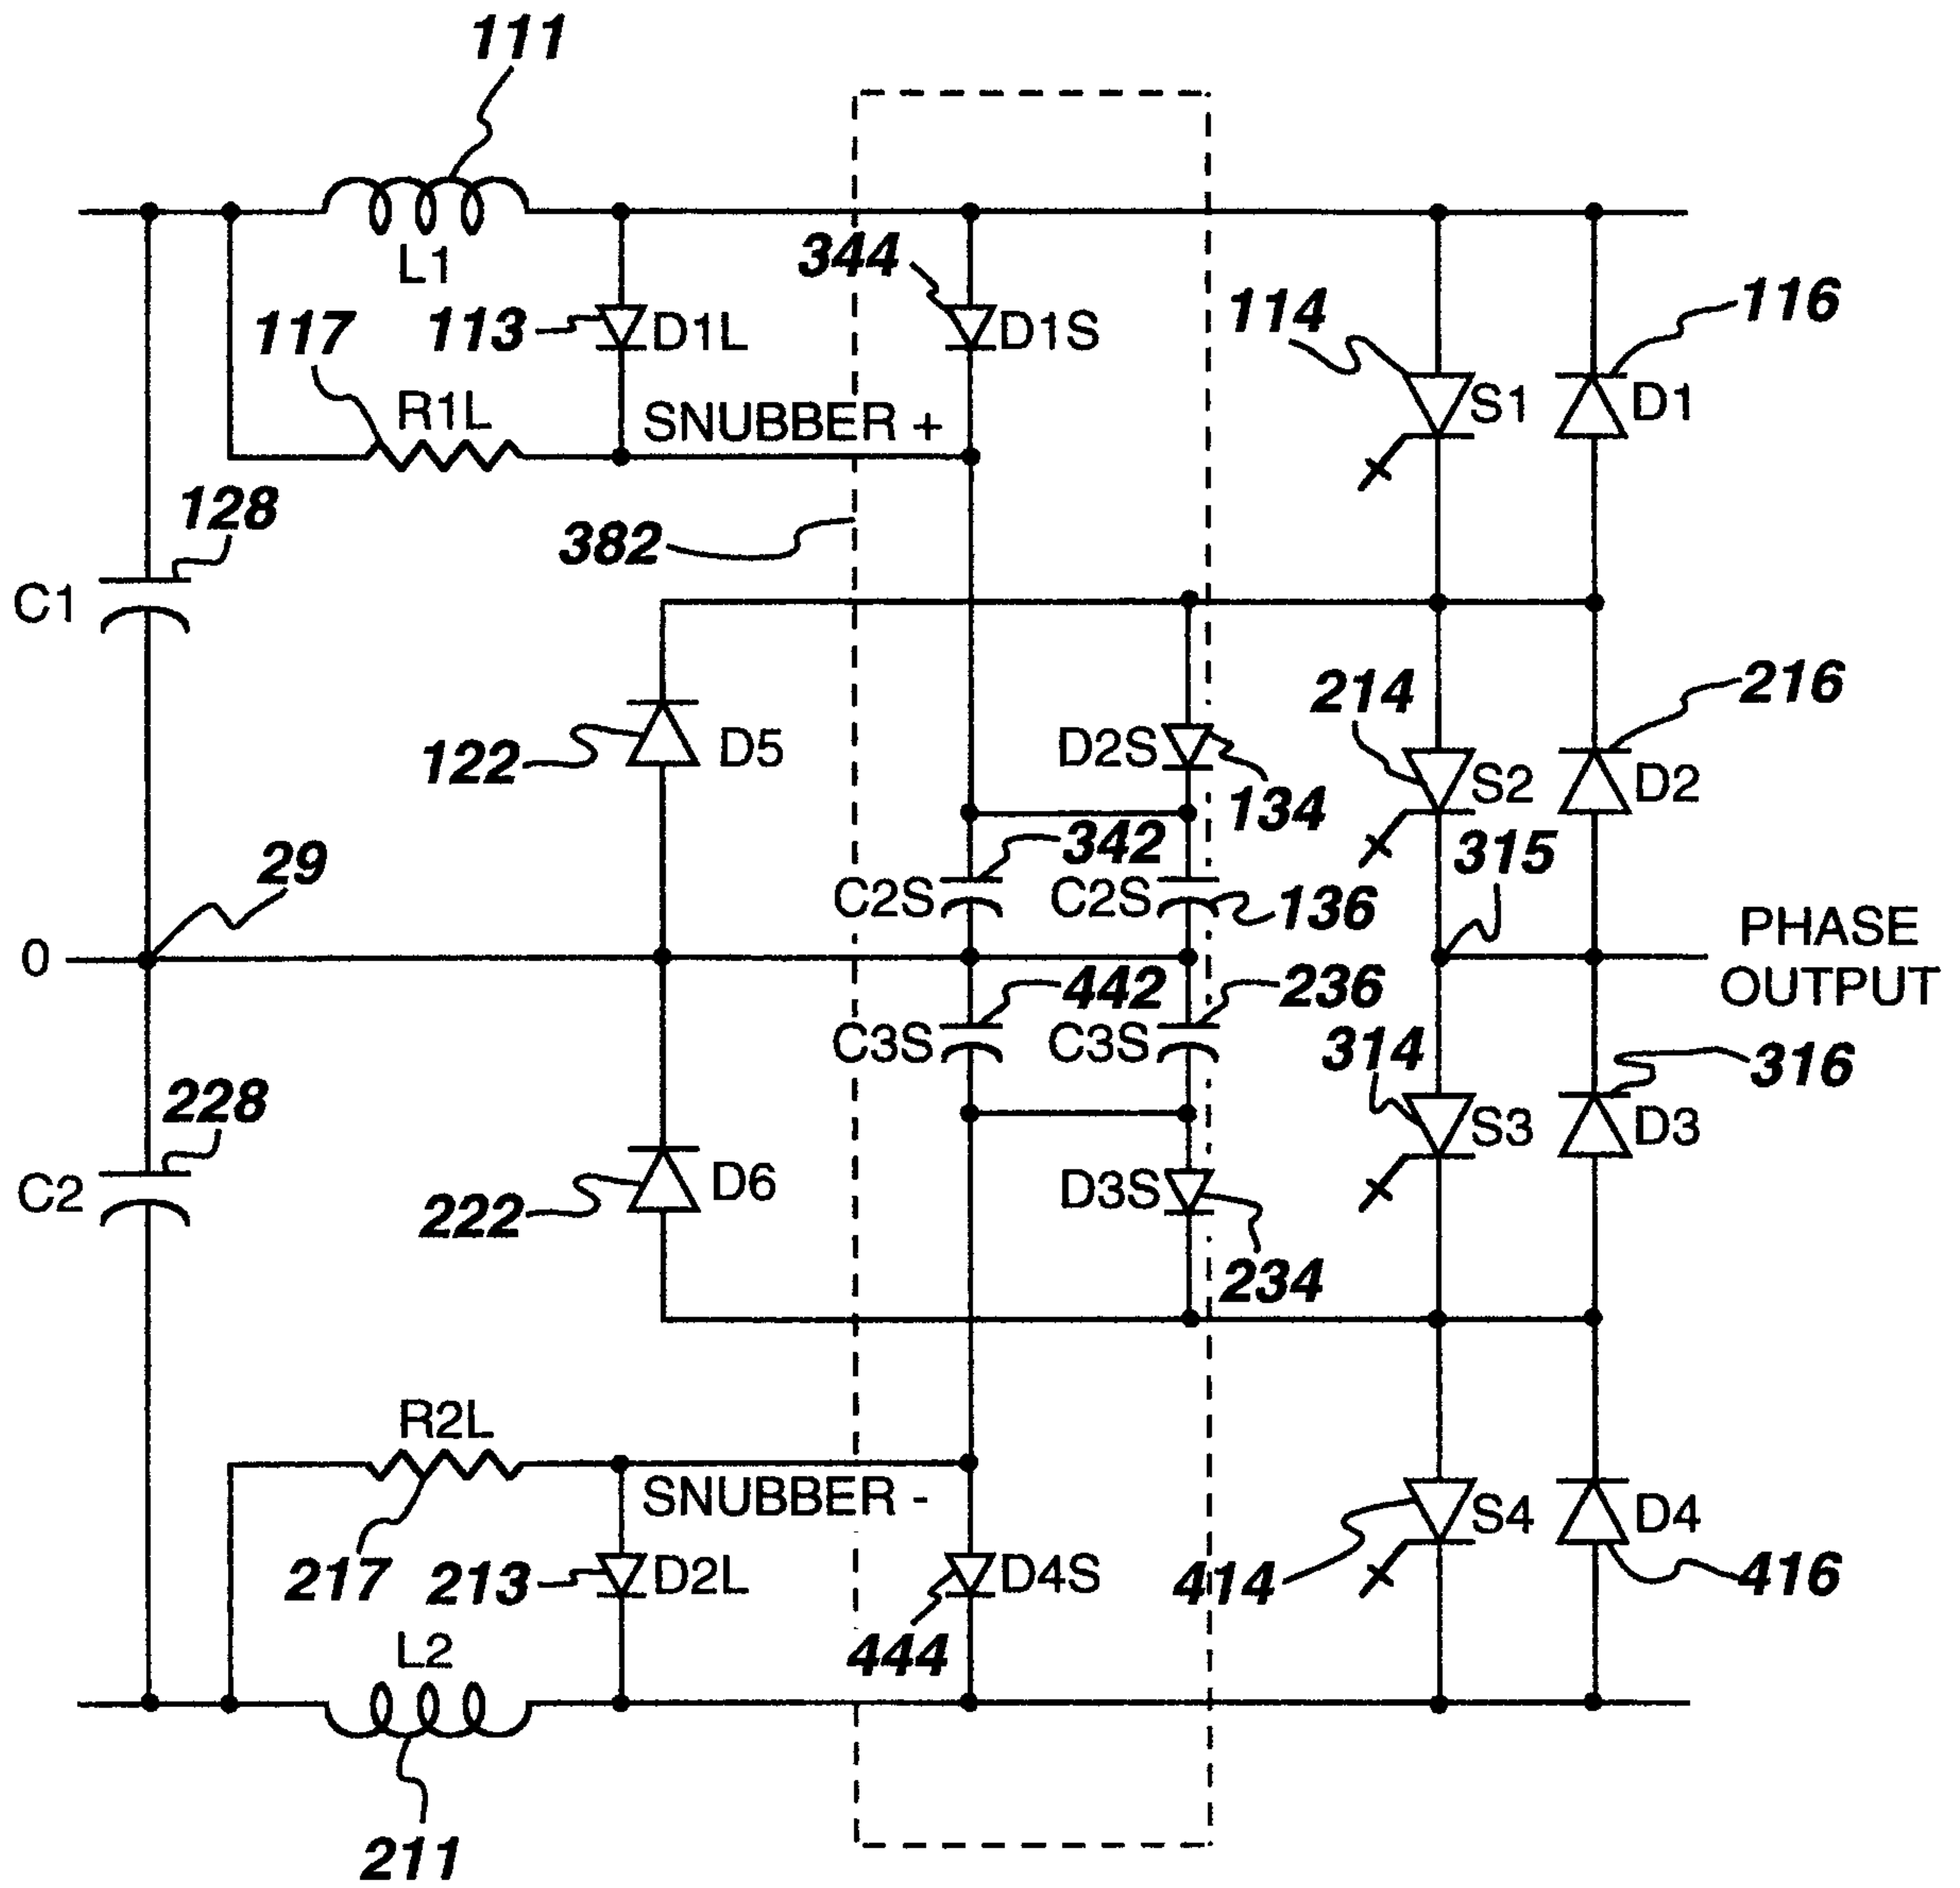 111
L1
344
117
113
D1L
D1S
114
116
R1L
SNUBBER +
S1
D1
128
382
C1
122
D5
D2S
134
214
216
S2
D2
29
342
C2S
C2S
136
315
0
PHASE
OUTPUT
442
236
C3S
C3S
314
316
S3
D3
228
C2
222
D6
D3S
234
R2L
SNUBBER -
217
213
D2L
D4S
444
414
S4
D4
416
L2
211